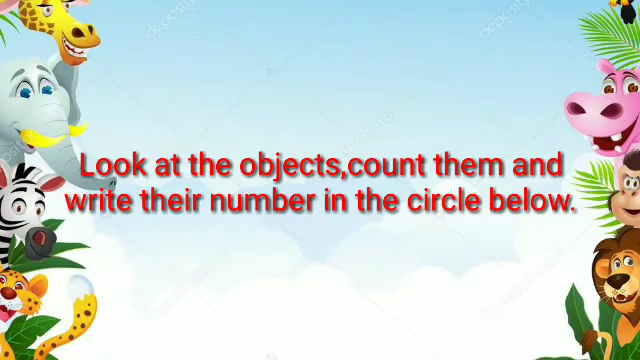 Look at the objects,count them and
write their number in the circle below.